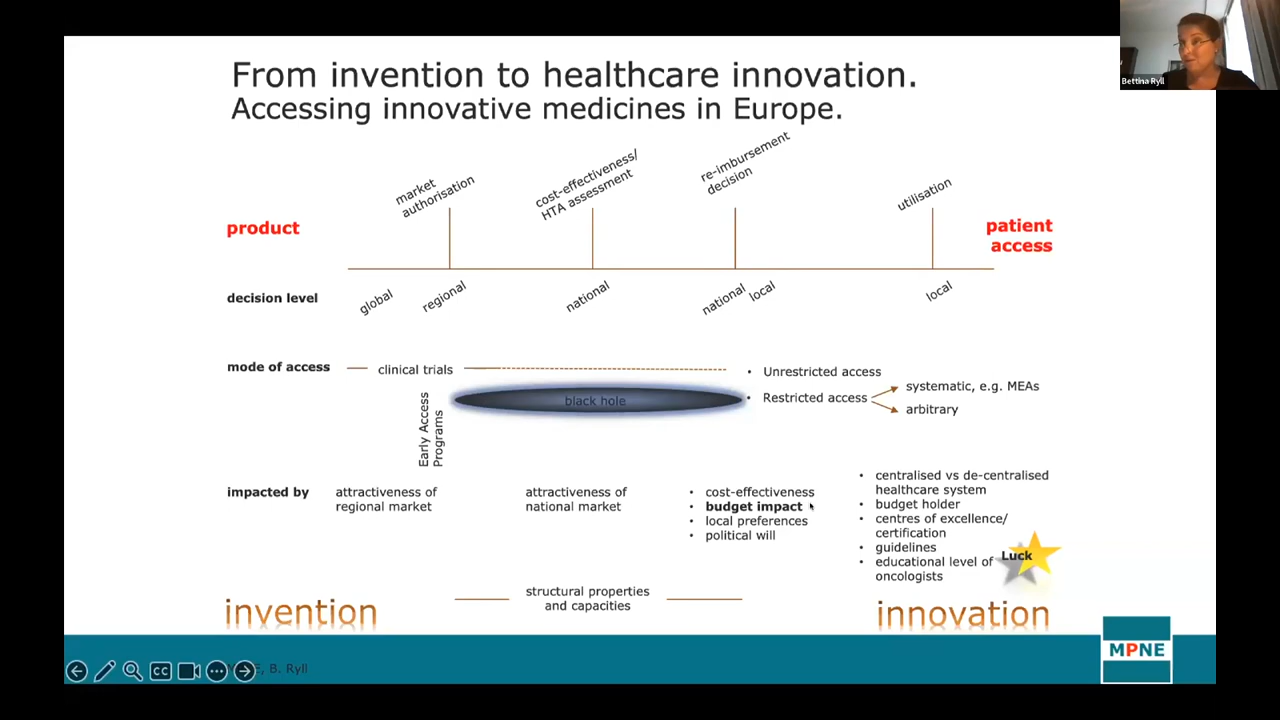 Bettina Ryll
From invention to healthcare innovation.
Accessing innovative medicines in Europe.
market
authorisation
cost-effectiveness/
HTA assessment
re-imbursement
decision
utilisation
product
patient
access
decision level
global
regional
national
national
local
local
mode of access
clinical trials
Early Access
Programs
black hole
• Unrestricted access
• Restricted access
systematic, e.g. MEAs
arbitrary
impacted by
attractiveness of
regional market
attractiveness of
national market
• cost-effectiveness
• budget impact
• local preferences
• political will
• centralised vs de-centralised
healthcare system
• budget holder
• centres of excellence/
certification
• guidelines
• educational level of
oncologists
Luck
structural properties
and capacities
invention
innovation
MPNE
CC
B. Ryll